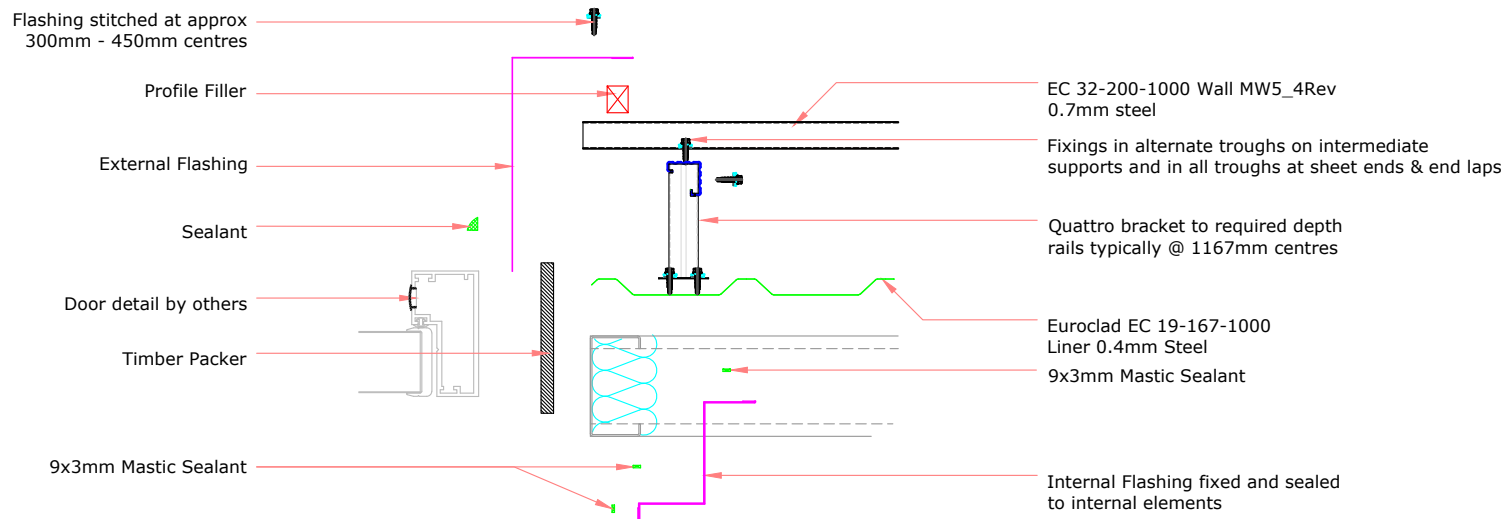 Flashing stitched at approx
300mm - 450mm centres
Profile Filler
External Flashing
Sealant
Door detail by others
Timber Packer
9x3mm Mastic Sealant
EC 32-200-1000 Wall MW5_4Rev
0.7mm steel
Fixings in alternate troughs on intermediate
supports and in all troughs at sheet ends & end laps
Quattro bracket to required depth
rails typically @ 1167mm centres
Euroclad EC 19-167-1000
Liner 0.4mm Steel
9x3mm Mastic Sealant
Internal Flashing fixed and sealed
to internal elements